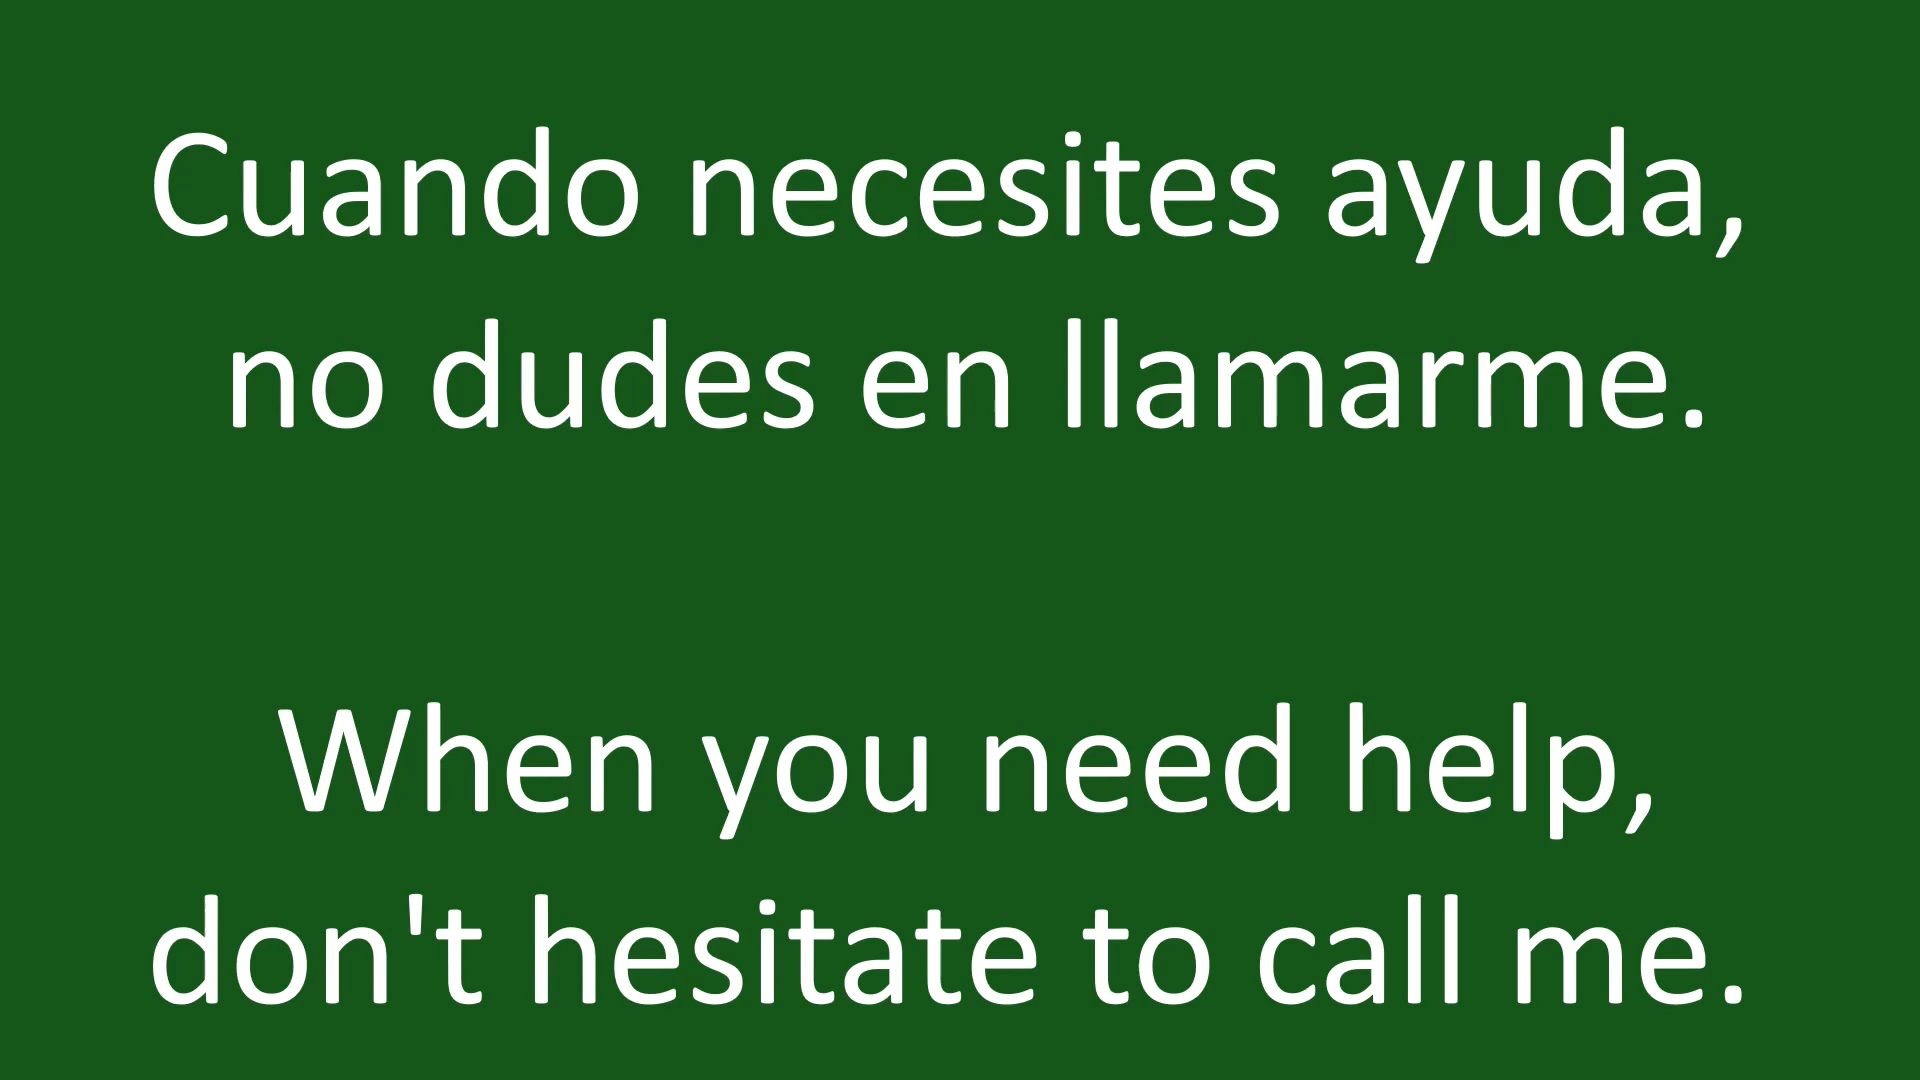 Cuando necesites ayuda,
no dudes en llamarme.
When you need help,
don't hesitate to call me.